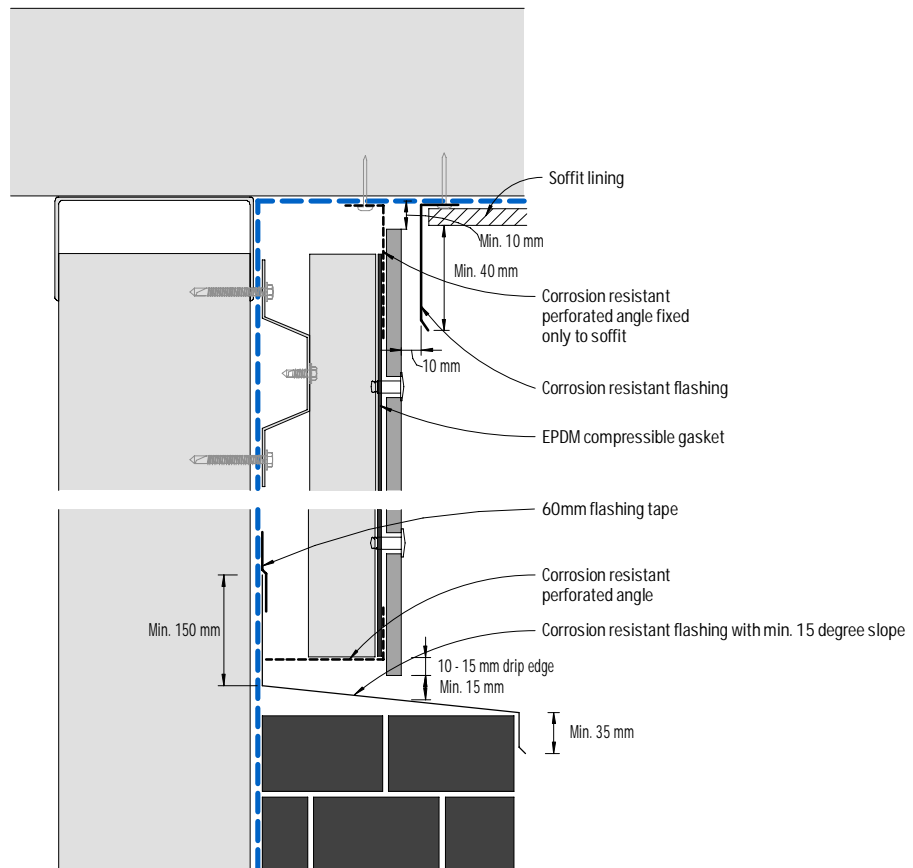 Soffit lining
Min. 10 mm
Min. 40 mm
Corrosion resistant
perforated angle fixed
only to soffit
10 mm
Corrosion resistant flashing
EPDM compressible gasket
60mm flashing tape
Corrosion resistant
perforated angle
Min. 150 mm
Corrosion resistant flashing with min. 15 degree slope
10 - 15 mm drip edge
Min. 15 mm
Min. 35 mm